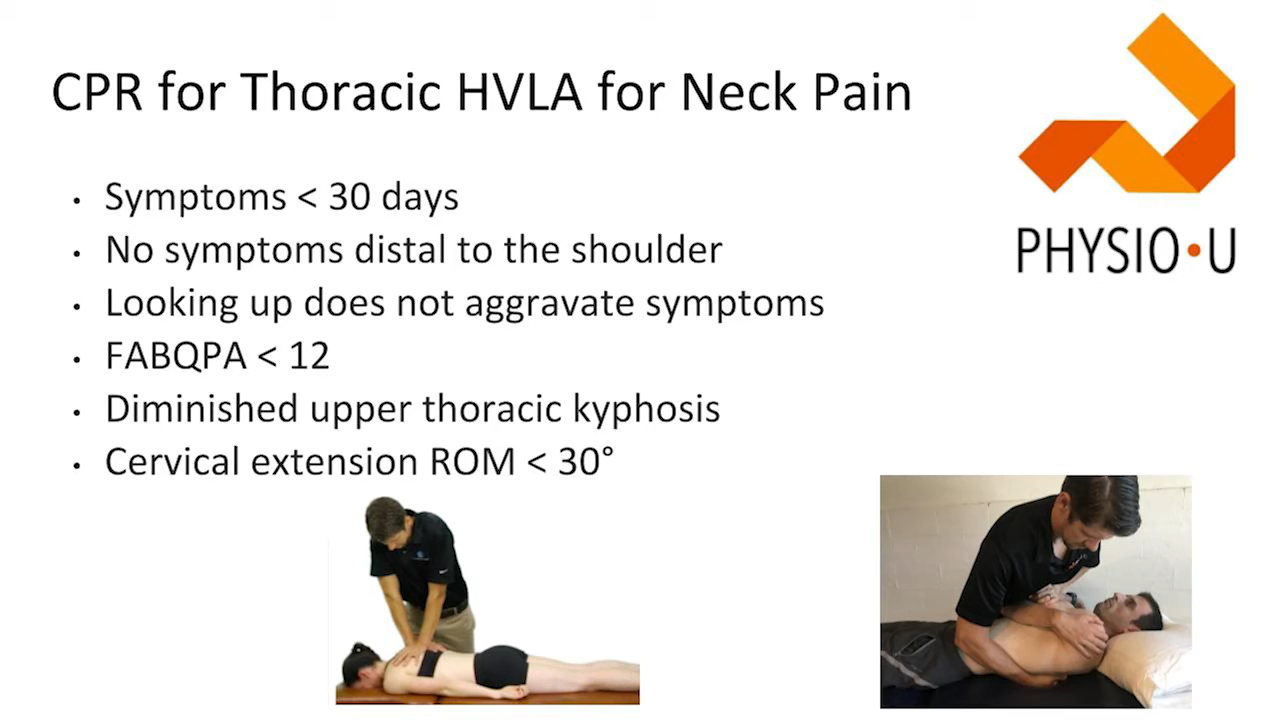 CPR for Thoracic HVLA for Neck Pain
• Symptoms < 30 days
• No symptoms distal to the shoulder
• Looking up does not aggravate symptoms
• FABQPA < 12
• Diminished upper thoracic kyphosis
• Cervical extension ROM < 30°
PHYSIO•U